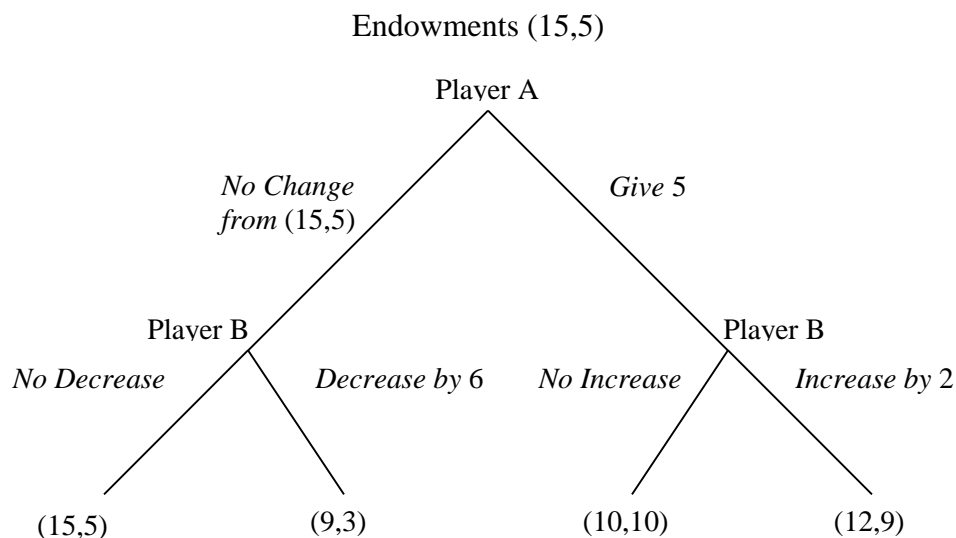 Endowments (15,5)
Player A
No Change
from (15,5)
Give 5
Player B
Player B
No Decrease
Decrease by 6
No Increase
Increase by 2
(15,5)
(9,3)
(10,10)
(12,9)